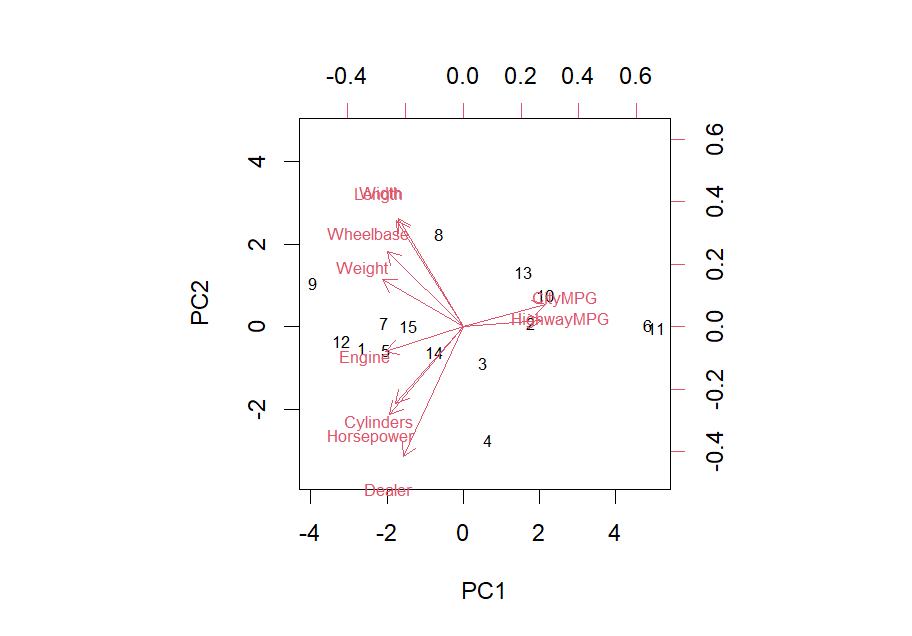 -0.4 0.0 0.2 0.4 0.6
4 2 0 -2
PC2
0.6 0.4 0.2 0.0 -0.2 -0.4
Width
Length
8
Wheelbase
Weight
13
9
10
CityMPG
HighwayMPG
7
15
2
6
11
12
1
5
14
Engine
3
Cylinders
Horsepower
4
Dealer
-4 -2 0 2 4
PC1